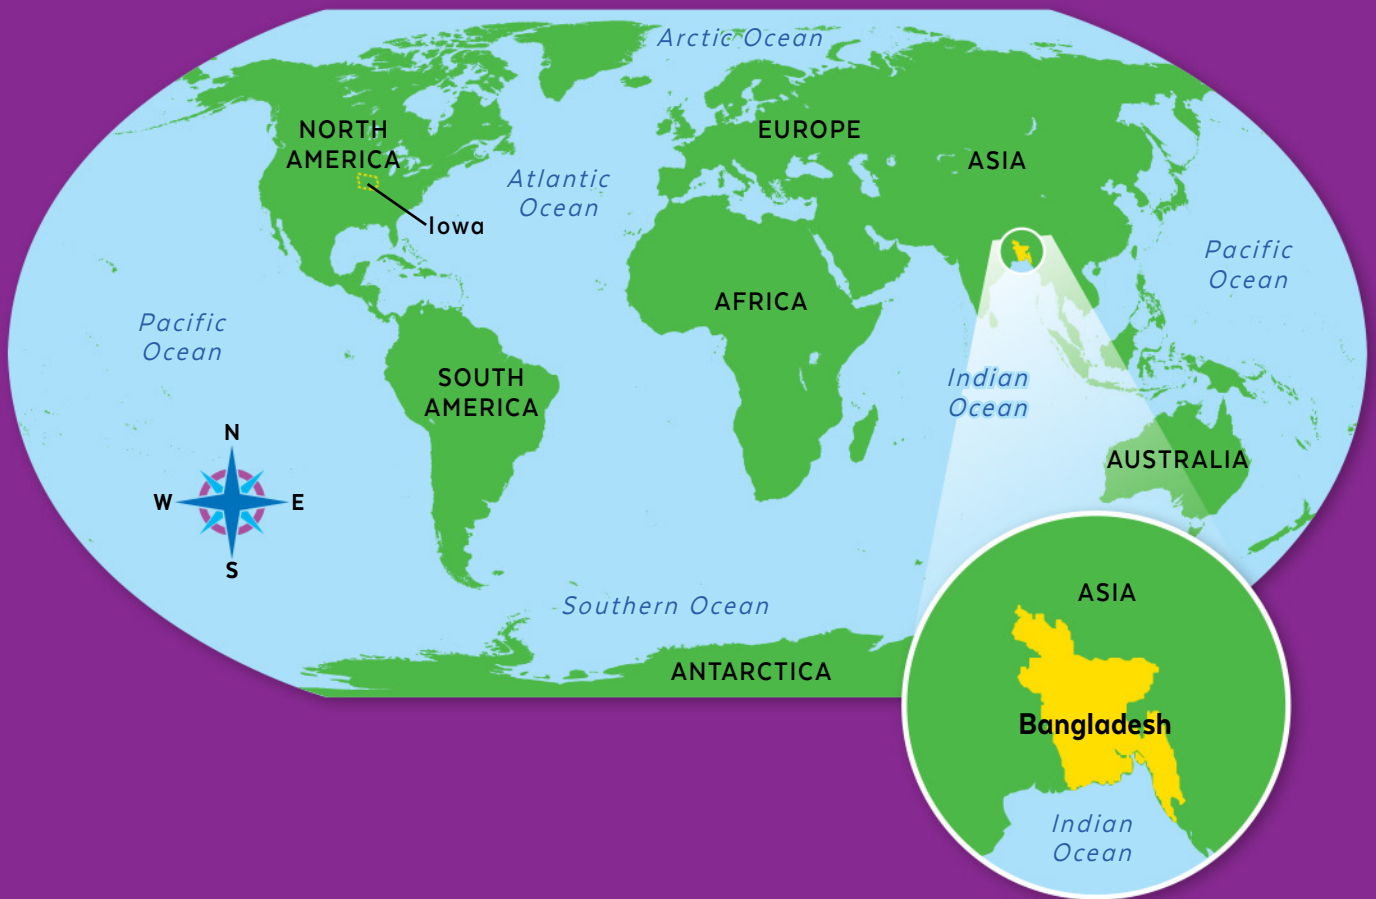 Arctic Ocean
NORTH
AMERICA
EUROPE
ASIA
Atlantic
Ocean
Iowa
Pacific
Ocean
AFRICA
Pacific
Ocean
SOUTH
AMERICA
Indian
Ocean
AUSTRALIA
N
W
E
S
Southern Ocean
ANTARCTICA
ASIA
Bangladesh
Indian
Ocean